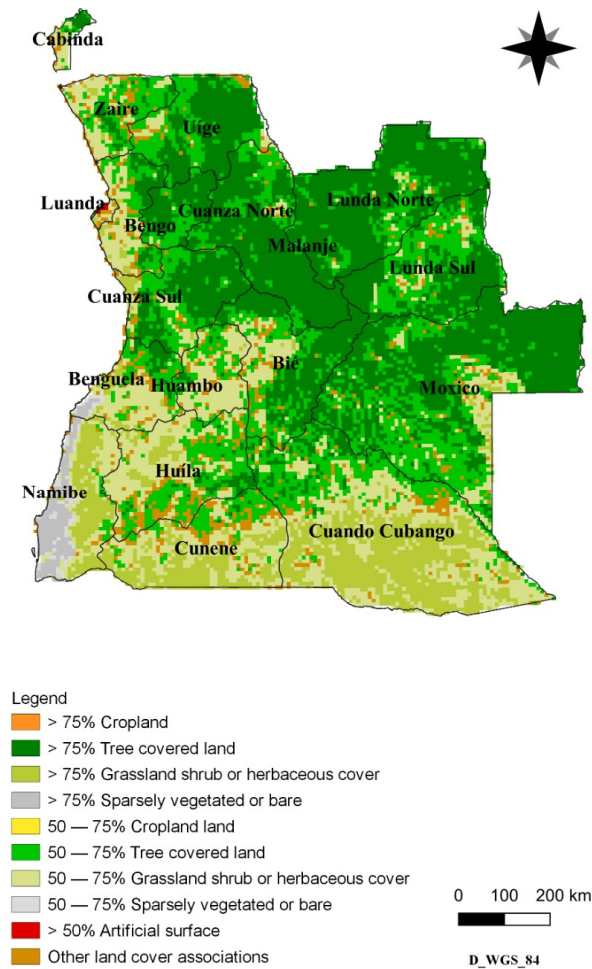 Cabinda
Zaire
Uíge
Luanda
Bengo
Cuanza Norte
Lunda Norte
Malanje
Lunda Sul
Cuanza Sul
Benguela
Huambo
Bié
Moxico
Huíla
Namibe
Cunene
Cuando Cubango
Legend
> 75% Cropland
> 75% Tree covered land
> 75% Grassland shrub or herbaceous cover
> 75% Sparsely vegetated or bare
50 — 75% Cropland land
50 — 75% Tree covered land
50 — 75% Grassland shrub or herbaceous cover
50 — 75% Sparsely vegetated or bare
> 50% Artificial surface
Other land cover associations
0 100 200 km
D_WGS_84